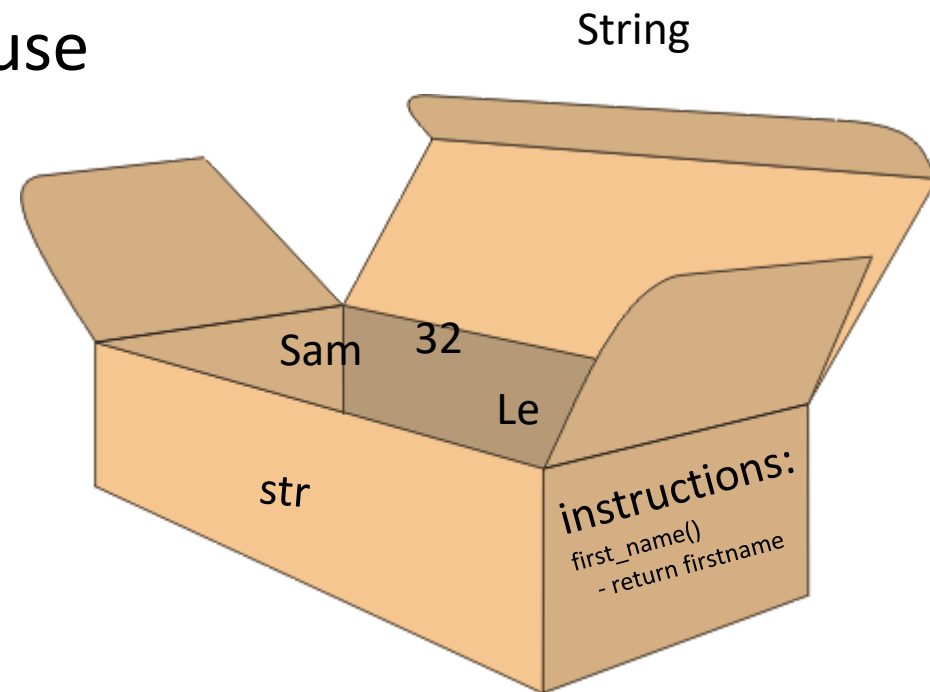 use
String
Sam
32
Le
str
instructions:
first_name()
- return firstname